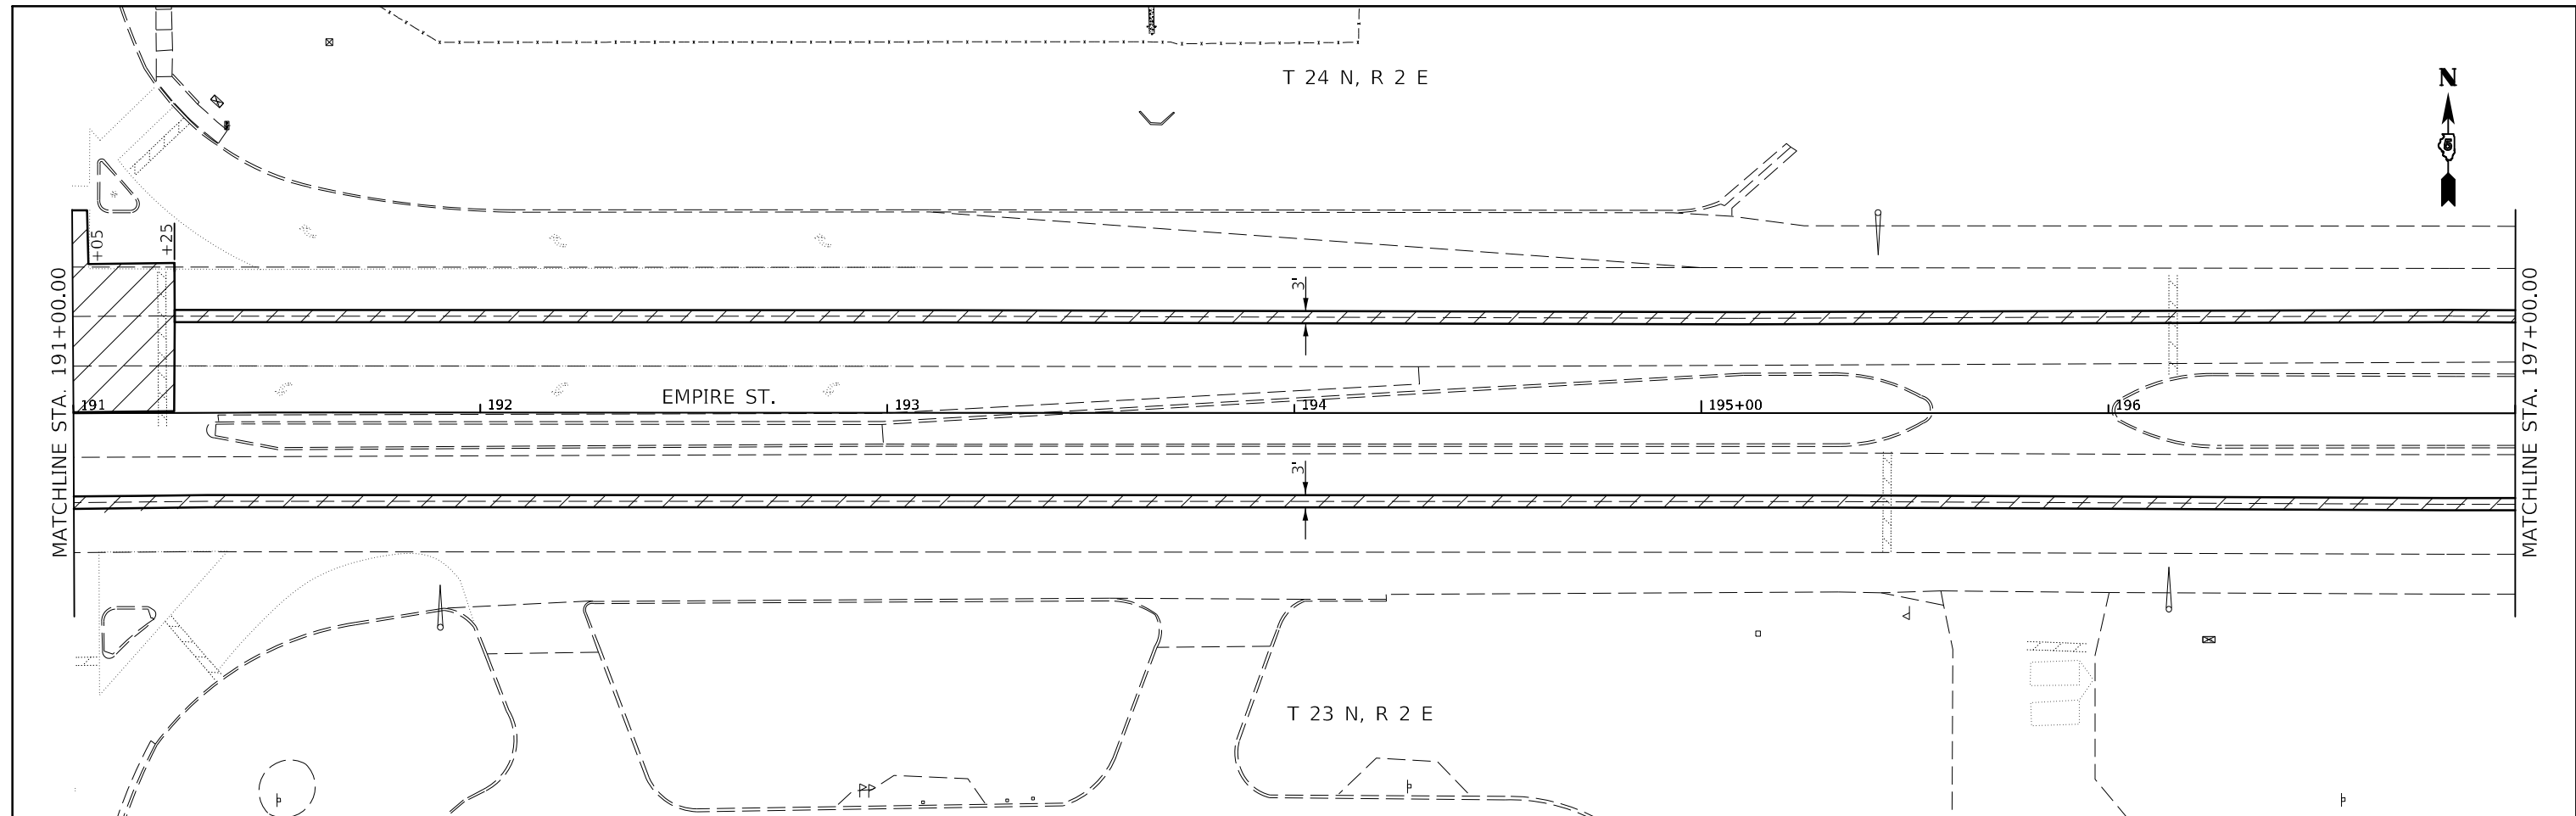 T 24 N, R 2 E
N
5
+05
+25
3'
MATCHLINE STA. 191+00.00
MATCHLINE STA. 197+00.00
EMPIRE ST.
191
192
193
194
195+00
196
3'
T 23 N, R 2 E